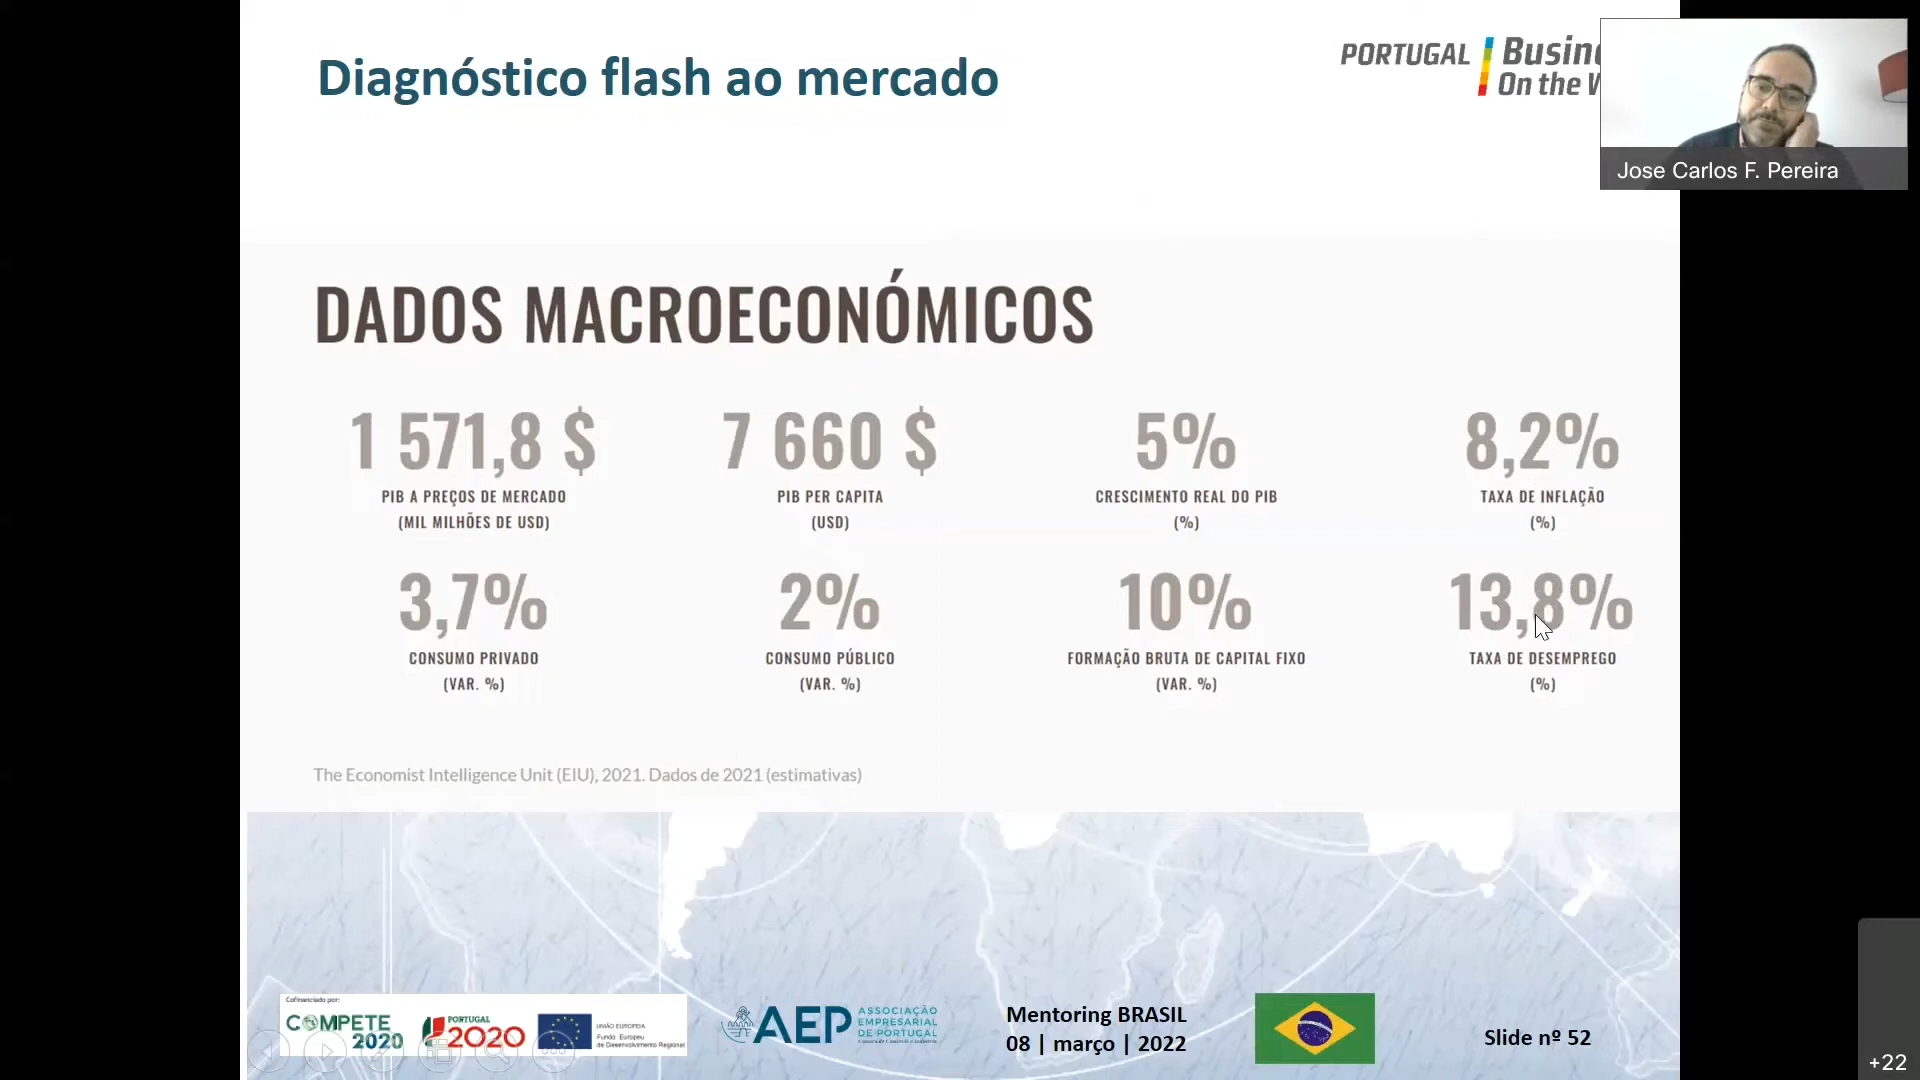 Diagnóstico flash ao mercado
PORTUGAL
Busin
On the
Jose Carlos F. Pereira
DADOS MACROECONÓMICOS
1 571,8 $
PIB A PREÇOS DE MERCADO
(MIL MILHÕES DE USD)
7 660 $
PIB PER CAPITA
(USD)
5%
CRESCIMENTO REAL DO PIB
(%)
8,2%
TAXA DE INFLAÇÃO
(%)
3,7%
CONSUMO PRIVADO
(VAR. %)
2%
CONSUMO PÚBLICO
(VAR. %)
10%
FORMAÇÃO BRUTA DE CAPITAL FIXO
(VAR. %)
13,8%
TAXA DE DESEMPREGO
(%)
The Economist Intelligence Unit (EIU), 2021. Dados de 2021 (estimativas)
Cofinanciado por:
COMPETE
2020
PORTUGAL
2020
UNIÃO EUROPEIA
Fundo Europeu
de Desenvolvimento Regional
AEP
ASSOCIAÇÃO
EMPRESARIAL
DE PORTUGAL
Mentoring BRASIL
08 | março | 2022
Slide nº 52
+22